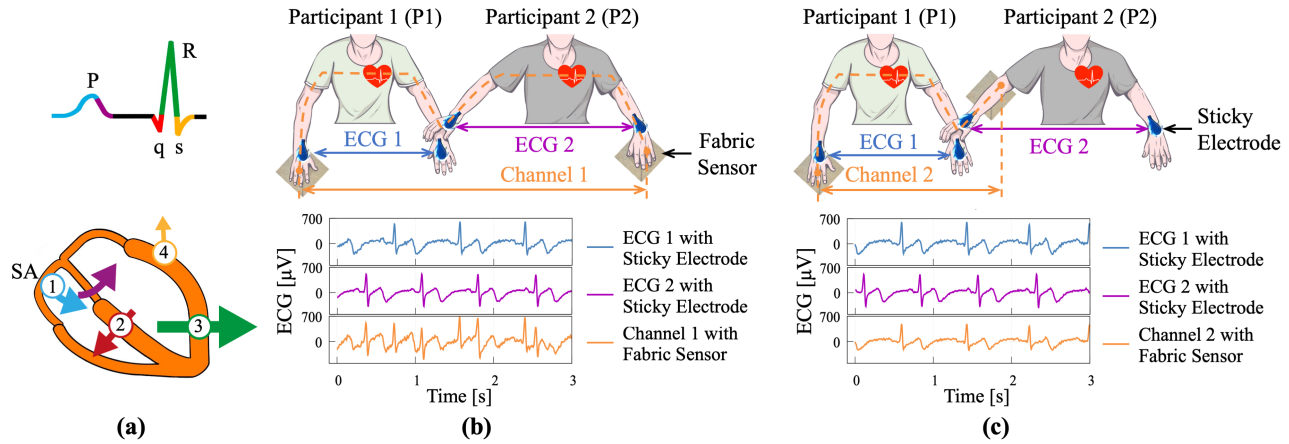 P
R
q
s
SA
1
2
3
4
(a)
Participant 1 (P1)
Participant 2 (P2)
ECG 1
ECG 2
Channel 1
Fabric
Sensor
ECG [µV]
700
0
700
0
700
0
0
1
2
3
Time [s]
ECG 1 with
Sticky Electrode
ECG 2 with
Sticky Electrode
Channel 1 with
Fabric Sensor
(b)
Participant 1 (P1)
Participant 2 (P2)
ECG 1
ECG 2
Channel 2
Sticky
Electrode
ECG [µV]
700
0
700
0
700
0
0
1
2
3
Time [s]
ECG 1 with
Sticky Electrode
ECG 2 with
Sticky Electrode
Channel 2 with
Fabric Sensor
(c)